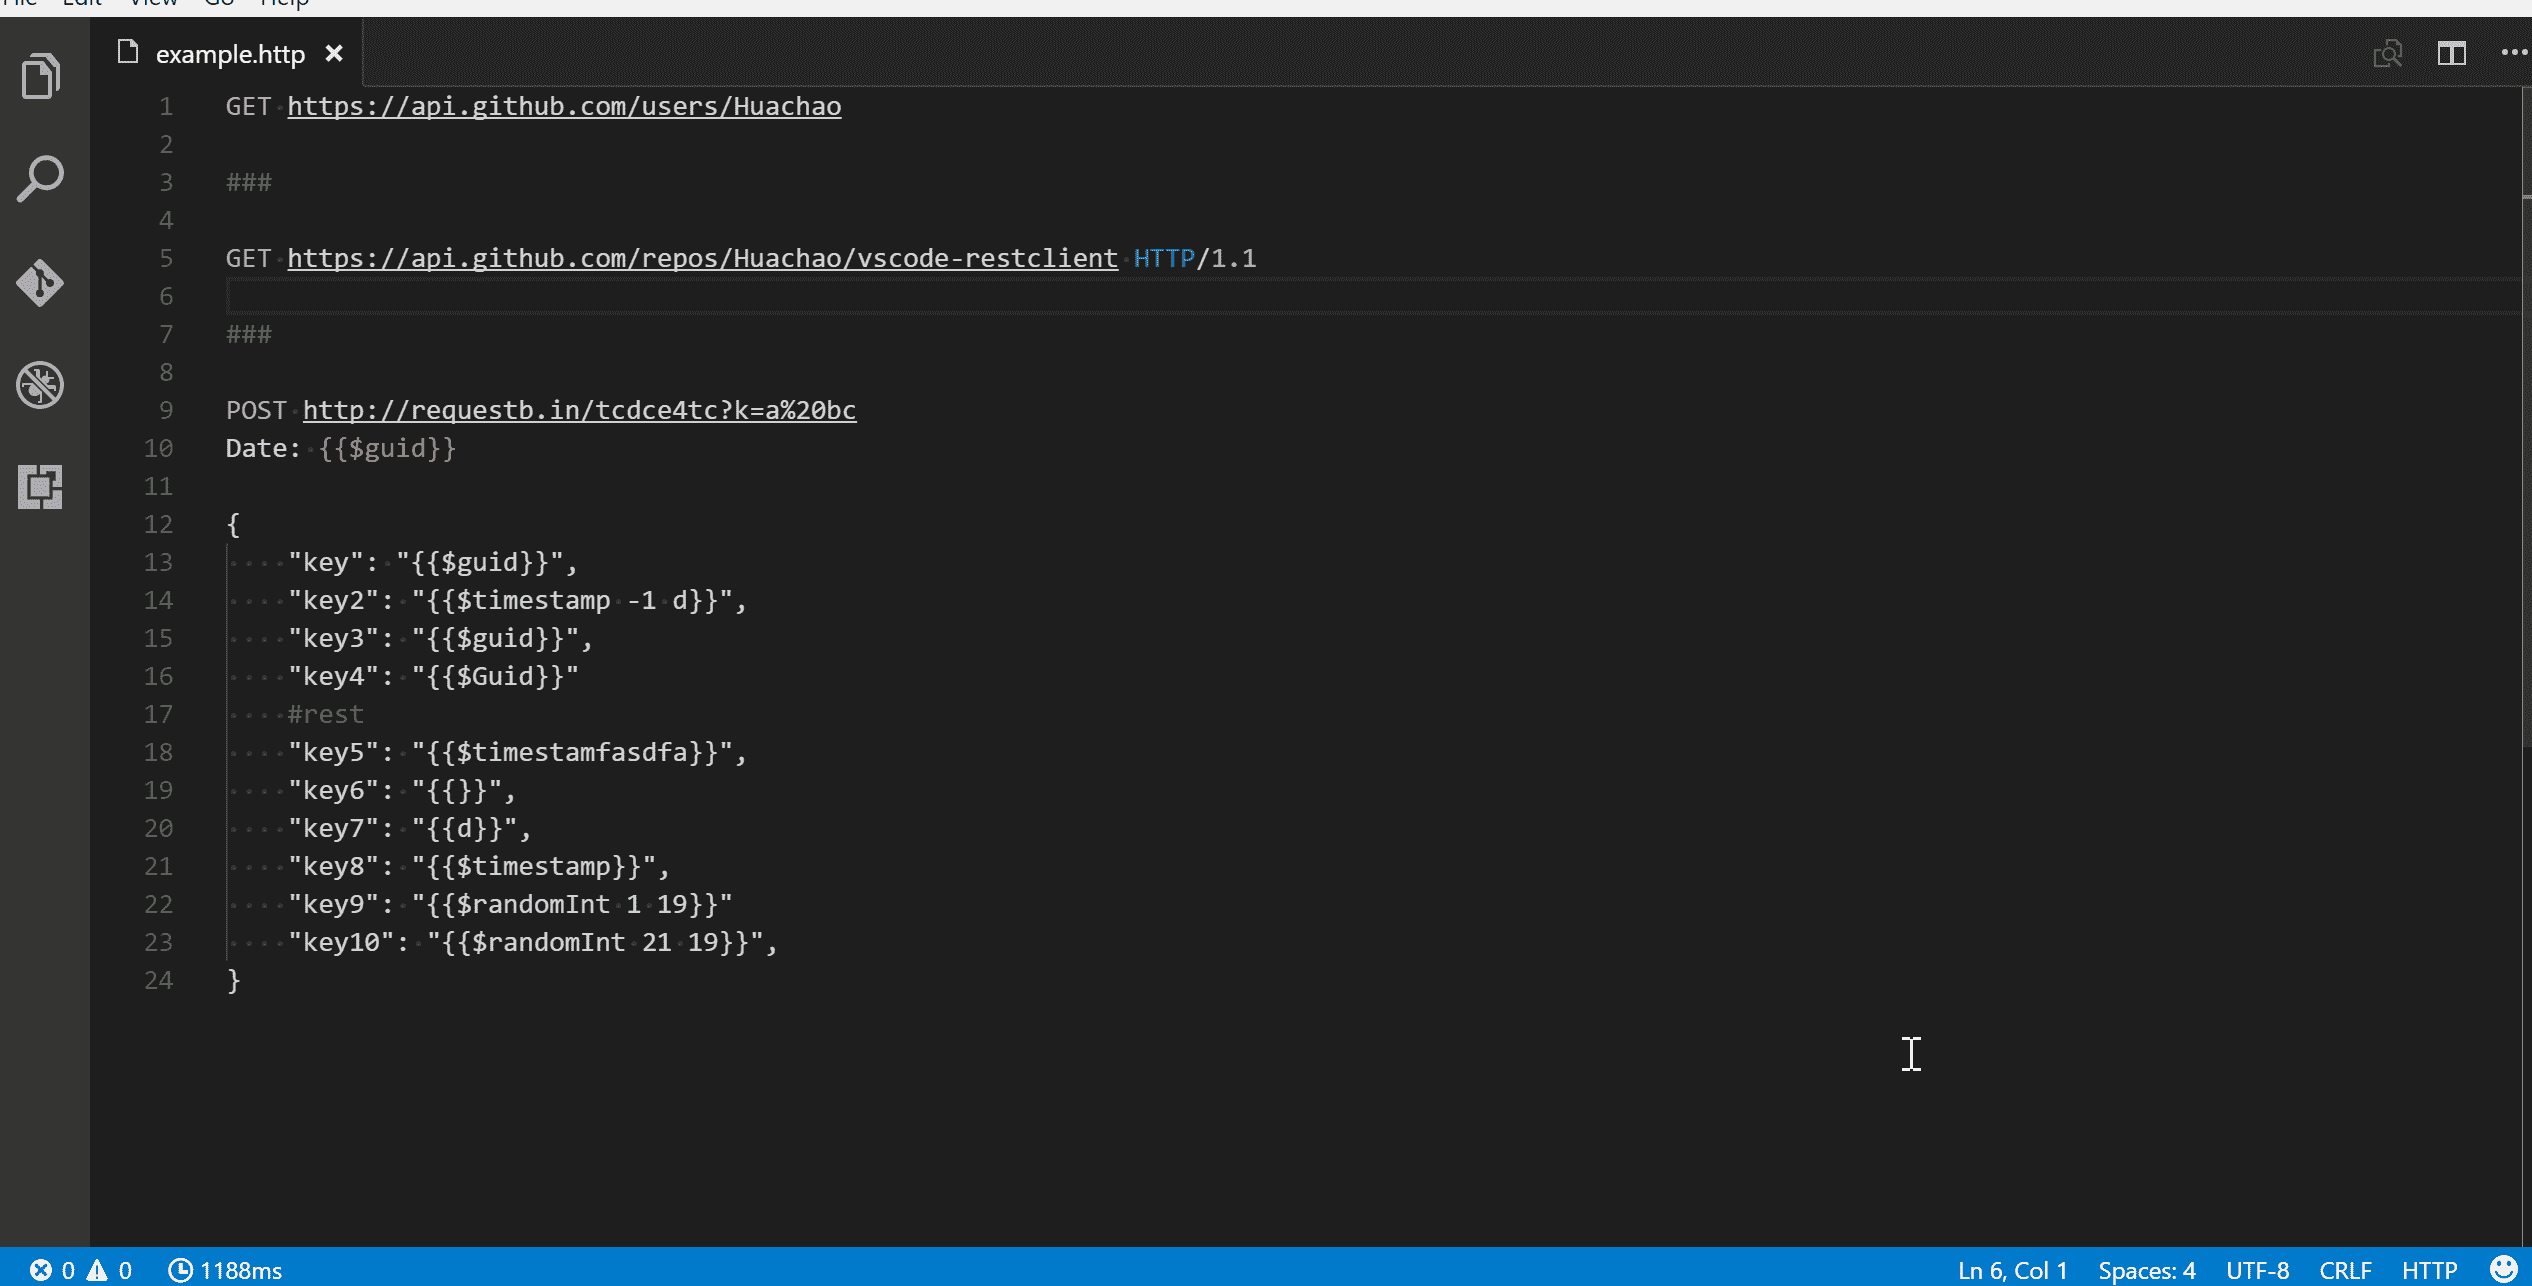 File Edit View Go Help
example.http
1 GET https://api.github.com/users/Huachao
2
3 ###
4
5 GET https://api.github.com/repos/Huachao/vscode-restclient HTTP/1.1
6
7 ###
8
9 POST http://requestb.in/tcdce4tc?k=a%20bc
10 Date: {{$guid}}
11
12 {
13 "key": "{{$guid}}",
14 "key2": "{{$timestamp -1 d}}",
15 "key3": "{{$guid}}",
16 "key4": "{{$Guid}}"
17 #rest
18 "key5": "{{$timestamfasdfa}}",
19 "key6": "{{}}",
20 "key7": "{{d}}",
21 "key8": "{{$timestamp}}",
22 "key9": "{{$randomInt 1 19}}"
23 "key10": "{{$randomInt 21 19}}",
24 }
0 0 1188ms Ln 6, Col 1 Spaces: 4 UTF-8 CRLF HTTP